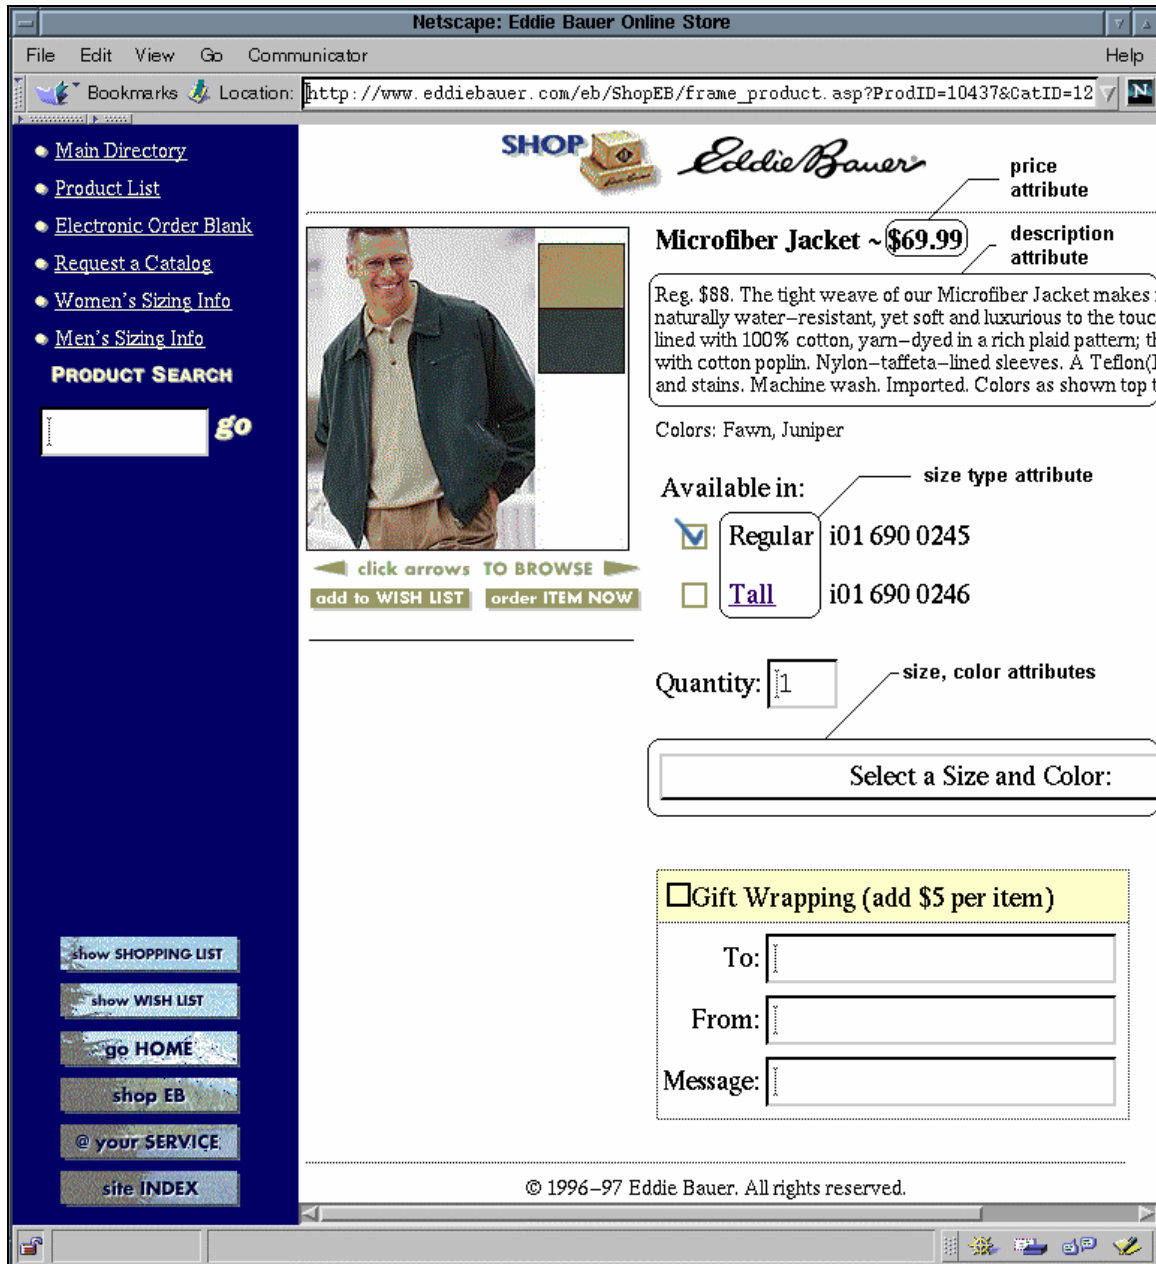 Netscape: Eddie Bauer Online Store
File Edit View Go Communicator Help
Bookmarks Location: http://www.eddiebauer.com/eb/ShopEB/frame_product.asp?ProdID=10437&CatID=12 N
Main Directory
Product List
Electronic Order Blank
Request a Catalog
Women's Sizing Info
Men's Sizing Info
PRODUCT SEARCH
go
show SHOPPING LIST
show WISH LIST
go HOME
shop EB
@ your SERVICE
site INDEX
SHOP Eddie Bauer®
price
attribute
Microfiber Jacket ~ $69.99
description
attribute
Reg. $88. The tight weave of our Microfiber Jacket makes
naturally water–resistant, yet soft and luxurious to the touc
lined with 100% cotton, yarn–dyed in a rich plaid pattern; th
with cotton poplin. Nylon–taffeta–lined sleeves. A Teflon(
and stains. Machine wash. Imported. Colors as shown top t
Colors: Fawn, Juniper
size type attribute
Available in:
Regular i01 690 0245
Tall i01 690 0246
click arrows TO BROWSE
add to WISH LIST order ITEM NOW
size, color attributes
Quantity: 1
Select a Size and Color:
Gift Wrapping (add $5 per item)
To:
From:
Message:
© 1996–97 Eddie Bauer. All rights reserved.